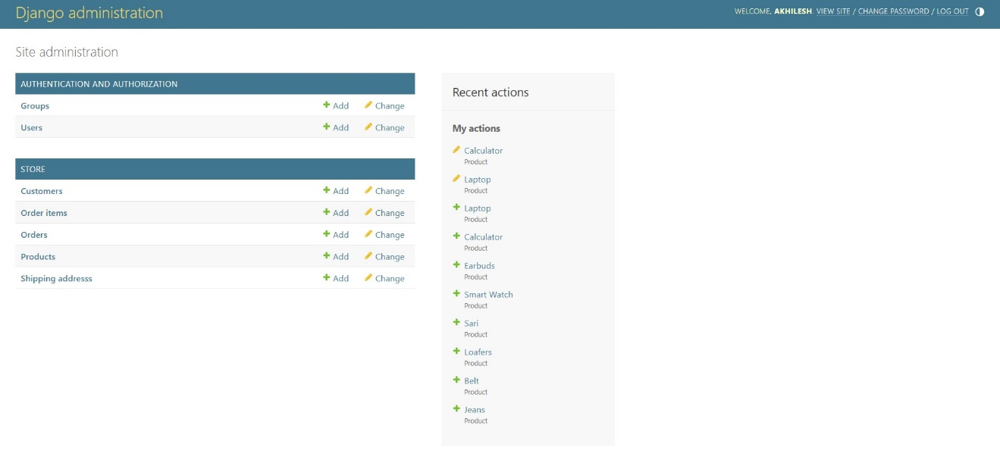 Django administration
WELCOME, AKHILESH. VIEW SITE / CHANGE PASSWORD / LOG OUT
Site administration
AUTHENTICATION AND AUTHORIZATION
Groups Add Change
Users Add Change
STORE
Customers Add Change
Order items Add Change
Orders Add Change
Products Add Change
Shipping addresss Add Change
Recent actions
My actions
Calculator
Product
Laptop
Product
Laptop
Product
Calculator
Product
Earbuds
Product
Smart Watch
Product
Sari
Product
Loafers
Product
Belt
Product
Jeans
Product